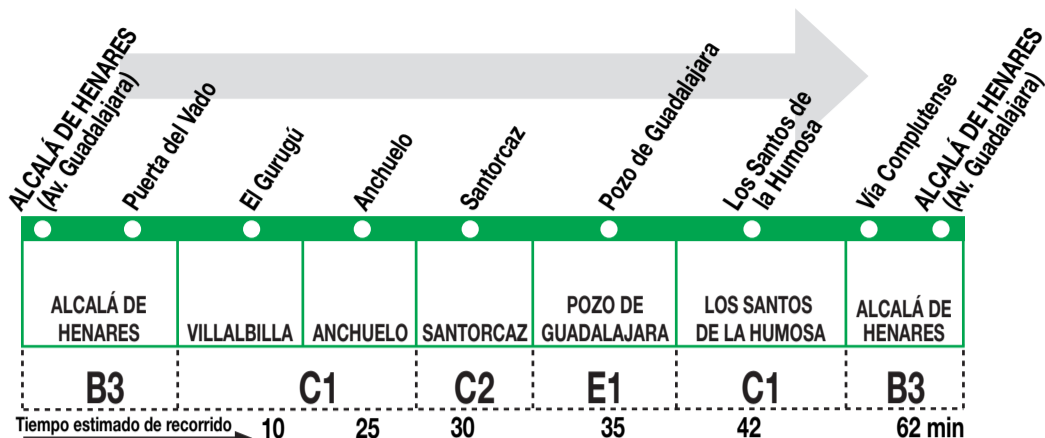 ALCALÁ DE HENARES
(Av. Guadalajara)
Puerta del Vado
El Gurugú
Anchuelo
Santorcaz
Pozo de Guadalajara
Los Santos de
la Humosa
Vía Complutense
ALCALÁ DE HENARES
(Av. Guadalajara)
ALCALÁ DE
HENARES
VILLALBILLA
ANCHUELO
SANTORCAZ
POZO DE
GUADALAJARA
LOS SANTOS
DE LA HUMOSA
ALCALÁ DE
HENARES
B3
C1
C2
E1
C1
B3
Tiempo estimado de recorrido
10
25
30
35
42
62 min